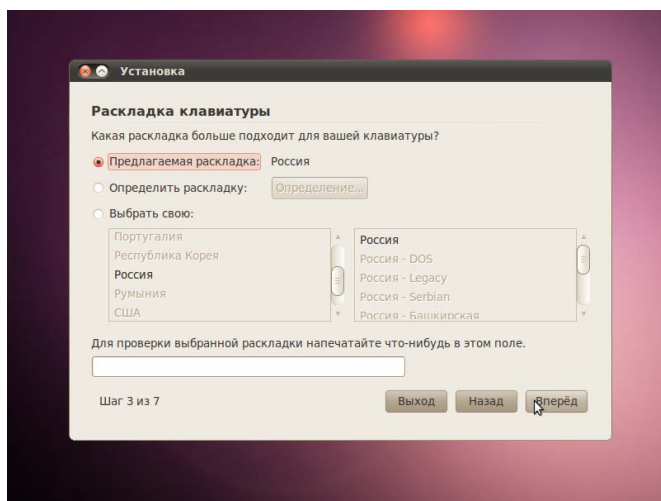 Установка
Раскладка клавиатуры
Какая раскладка больше подходит для вашей клавиатуры?
Предлагаемая раскладка: Россия
Определить раскладку: Определение...
Выбрать свою:
Португалия
Республика Корея
Россия
Румыния
США
Россия
Россия - DOS
Россия - Legacy
Россия - Serbian
Россия - Башкирская
Для проверки выбранной раскладки напечатайте что-нибудь в этом поле.
Шаг 3 из 7 Выход Назад Вперёд